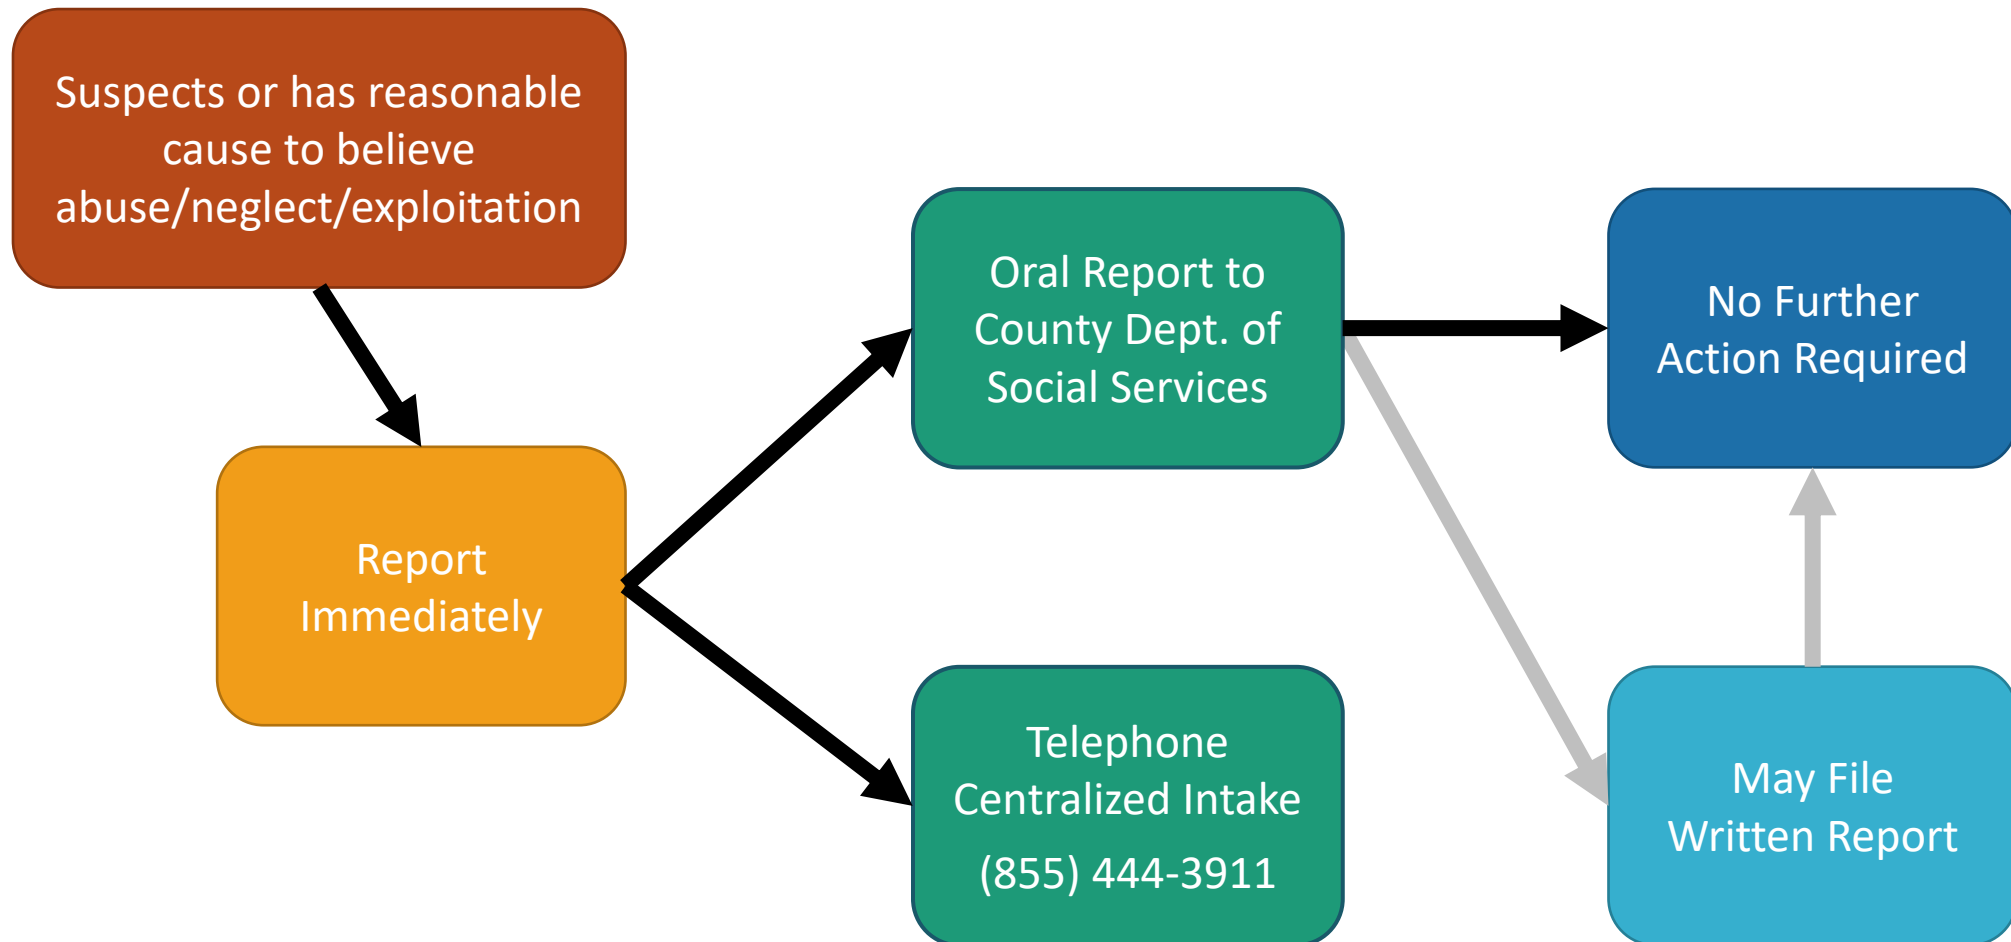 Suspects or has reasonable
cause to believe
abuse/neglect/exploitation
Report
Immediately
Oral Report to
County Dept. of
Social Services
Telephone
Centralized Intake
(855) 444-3911
No Further
Action Required
May File
Written Report